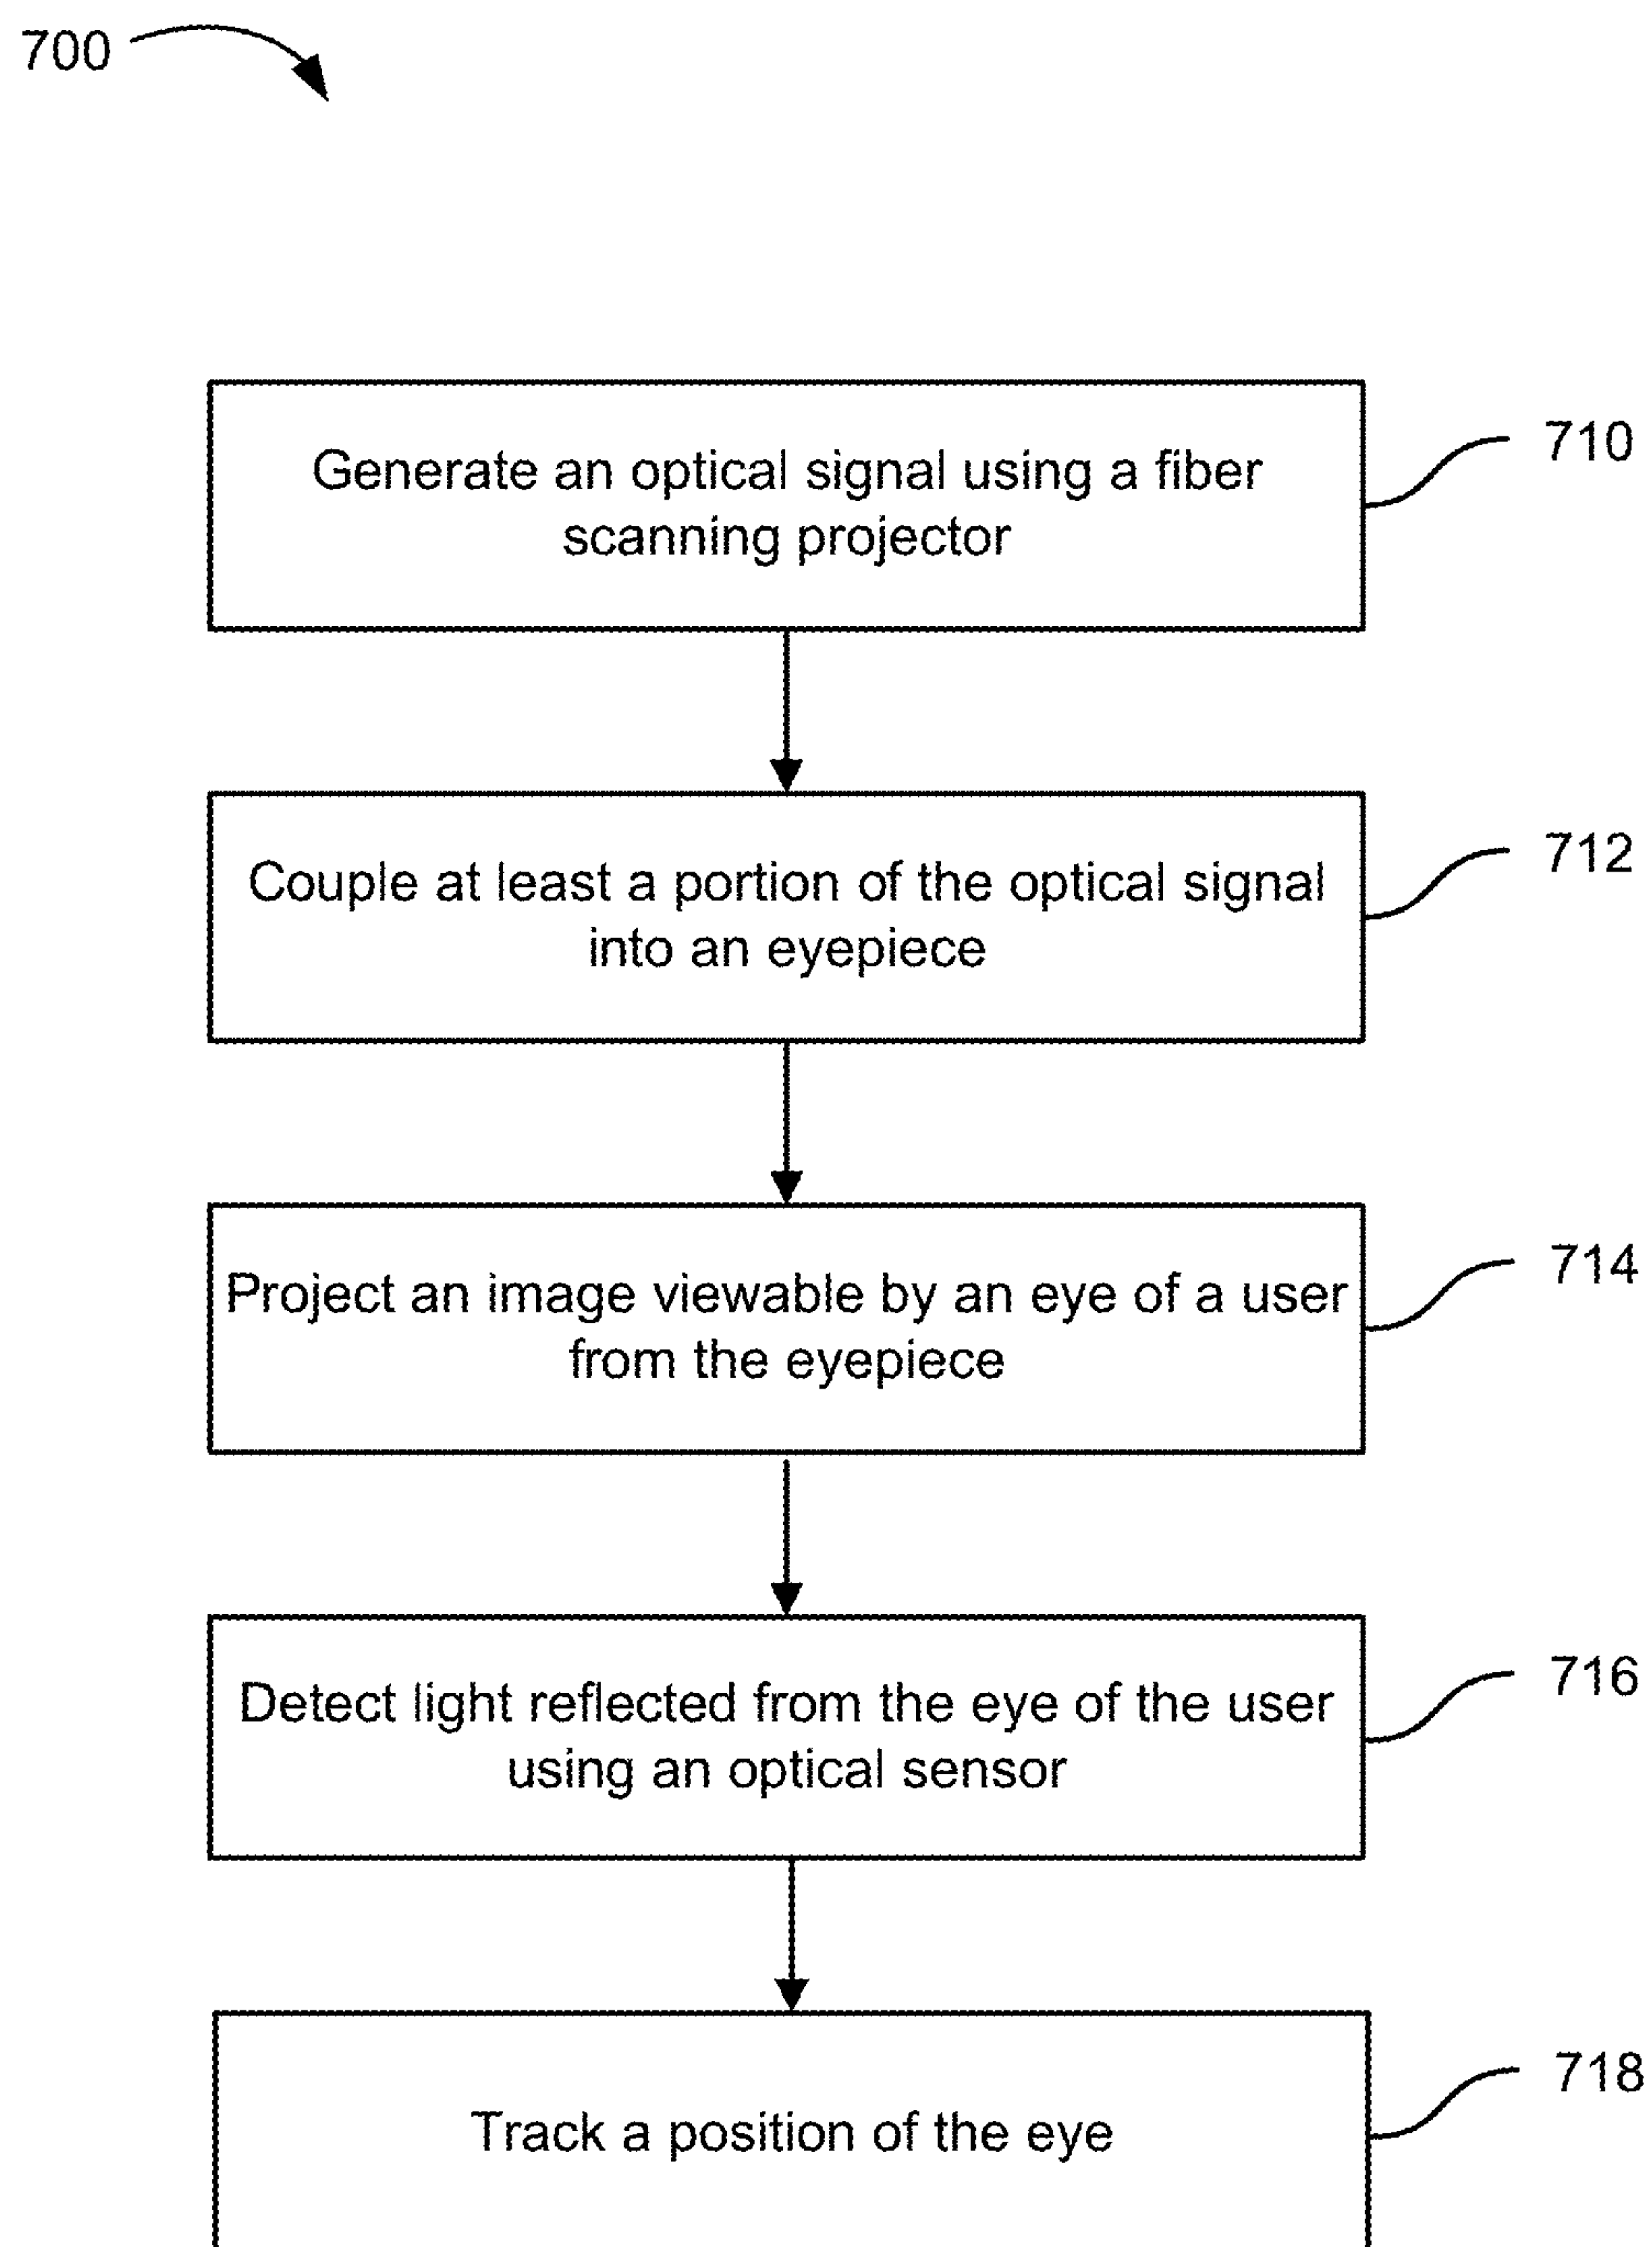 700
Generate an optical signal using a fiber
scanning projector
710
Couple at least a portion of the optical signal
into an eyepiece
712
Project an image viewable by an eye of a user
from the eyepiece
714
Detect light reflected from the eye of the user
using an optical sensor
716
Track a position of the eye
718